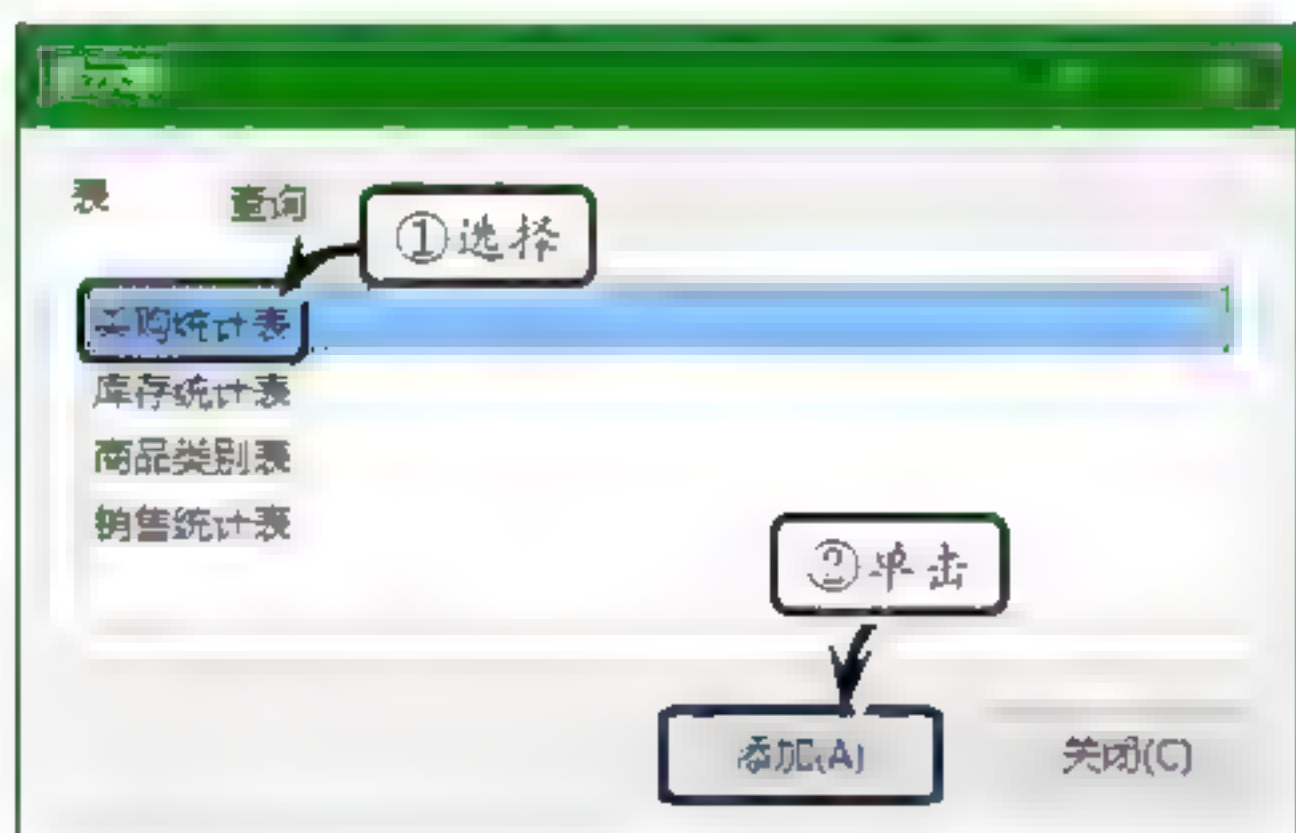 表 查询
①选择
采购统计表
库存统计表
商品类别表
销售统计表
②单击
添加(A) 关闭(C)